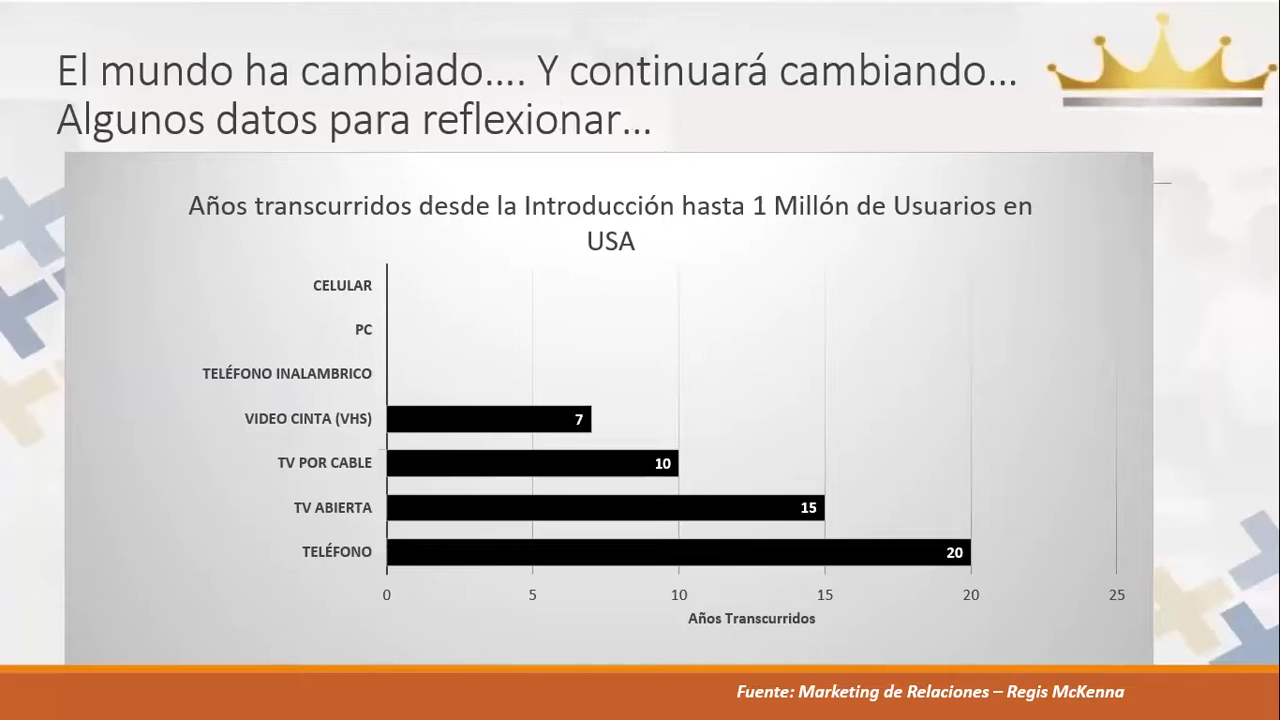 El mundo ha cambiado…. Y continuará cambiando…
Algunos datos para reflexionar…
Años transcurridos desde la Introducción hasta 1 Millón de Usuarios en
USA
CELULAR
PC
TELÉFONO INALAMBRICO
VIDEO CINTA (VHS) 7
TV POR CABLE 10
TV ABIERTA 15
TELÉFONO 20
0 5 10 15 20 25
Años Transcurridos
Fuente: Marketing de Relaciones – Regis McKenna